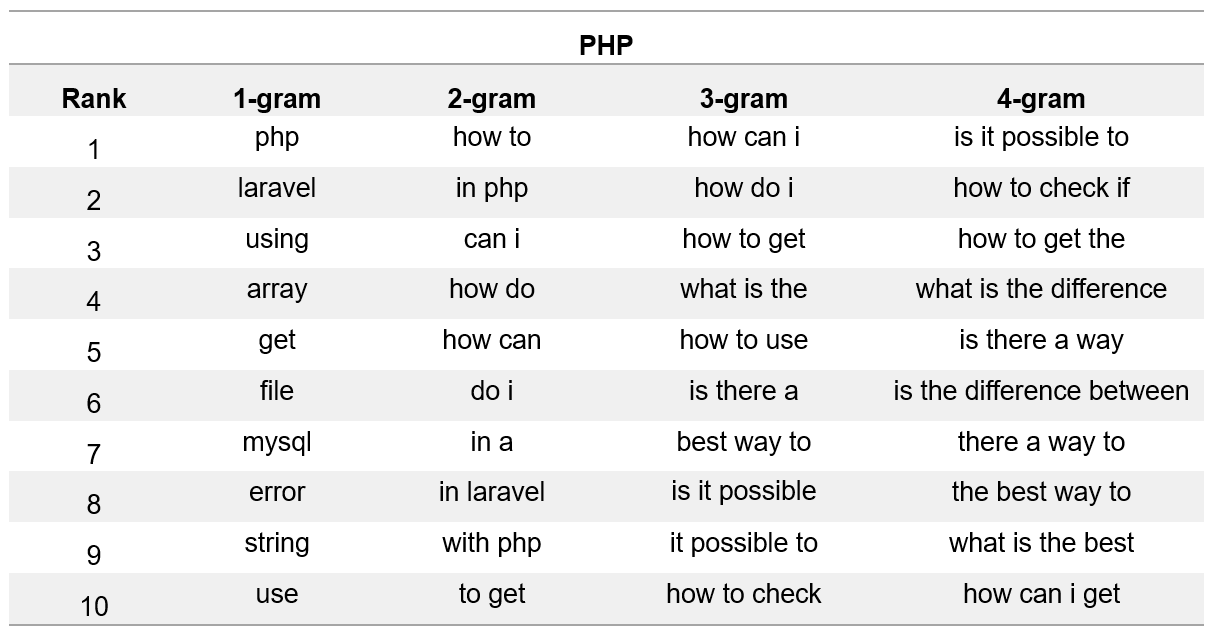 PHP
Rank 1-gram 2-gram 3-gram 4-gram
1 php how to how can i is it possible to
2 laravel in php how do i how to check if
3 using can i how to get how to get the
4 array how do what is the what is the difference
5 get how can how to use is there a way
6 file do i is there a is the difference between
7 mysql in a best way to there a way to
8 error in laravel is it possible the best way to
9 string with php it possible to what is the best
10 use to get how to check how can i get